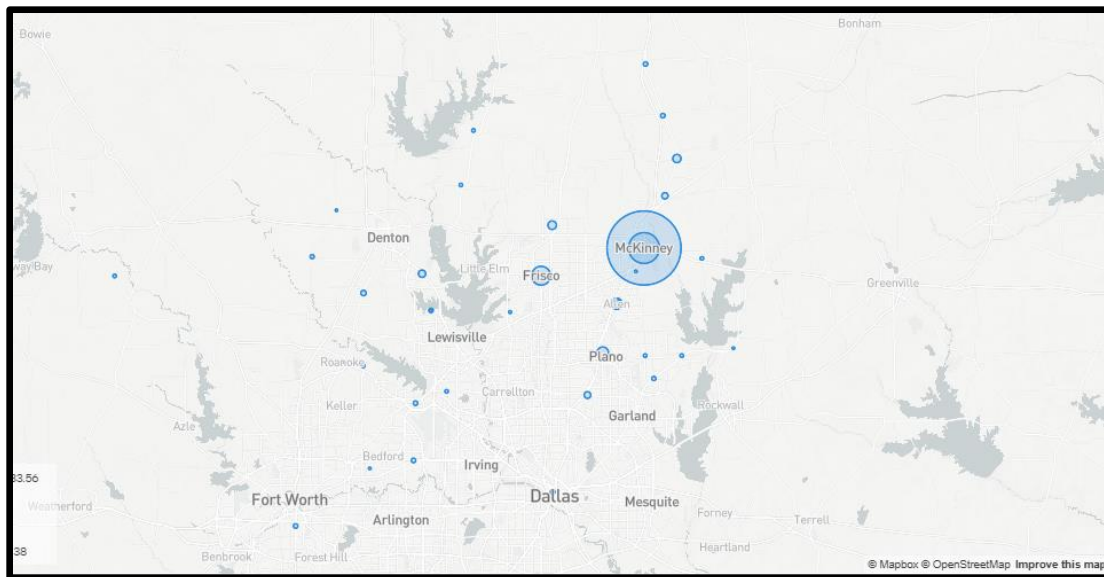 Bowie
Bonham
Denton
McKinney
way Bay
Little Elm
Frisco
Greenville
Allen
Lewisville
Plano
Roanoke
Carrollton
Keller
Rockwall
Garland
Azle
Bedford
Irving
33.56
Weatherford
Fort Worth
Dallas
Mesquite
Arlington
Forney
Terrell
Heartland
38
Benbrook
Forest Hill
© Mapbox © OpenStreetMap Improve this map